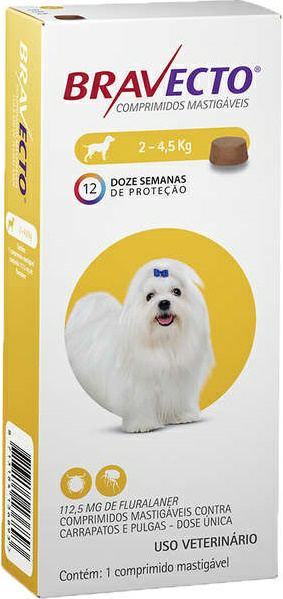 BRAVECTO®
COMPRIMIDOS MASTIGÁVEIS
2 – 4,5 Kg
12 DOZE SEMANAS
DE PROTEÇÃO
112,5 MG DE FLURALANER
COMPRIMIDOS MASTIGÁVEIS CONTRA
CARRAPATOS E PULGAS - DOSE ÚNICA
USO VETERINÁRIO
Contém: 1 comprimido mastigável
BRAVECTO